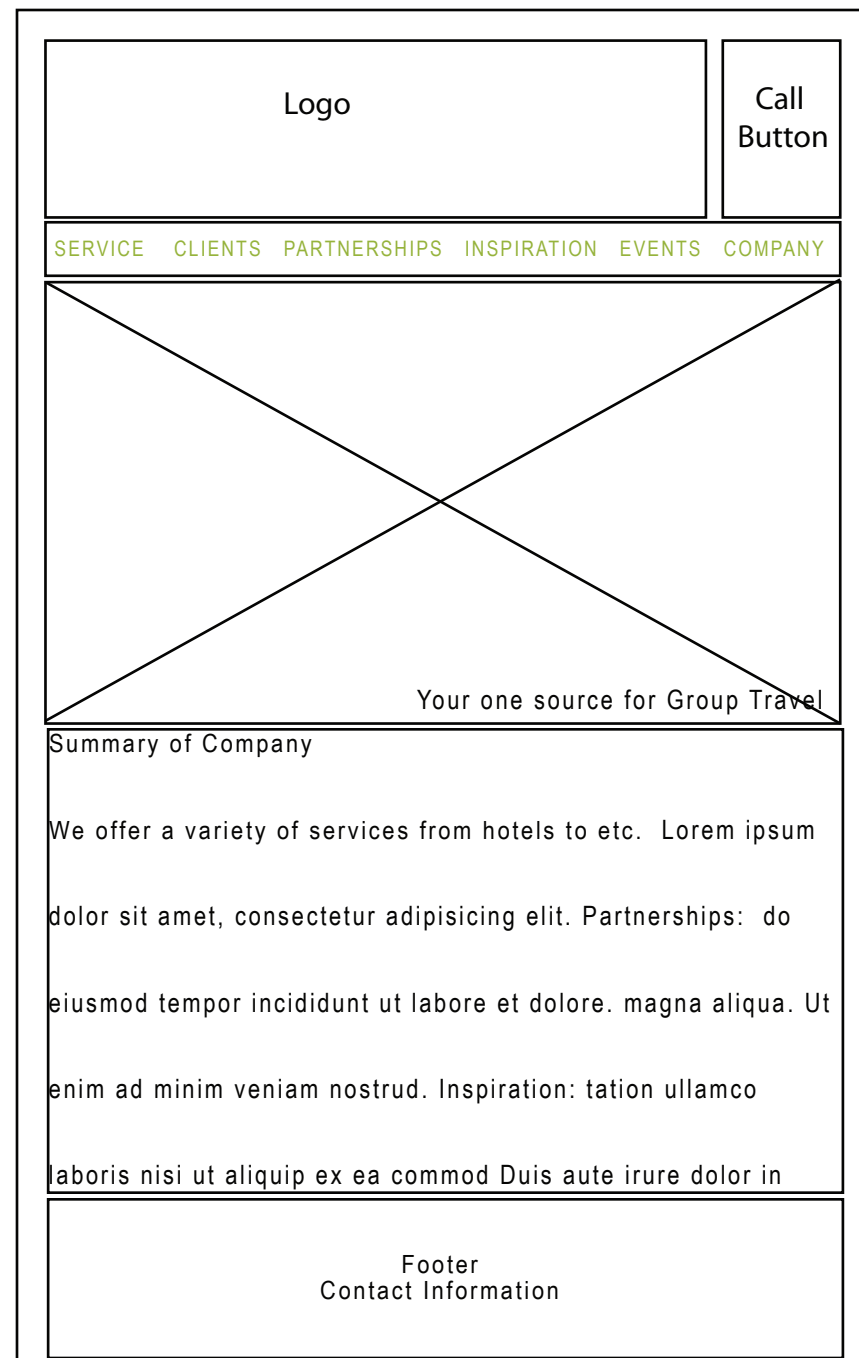 Logo
Call
Button
SERVICE CLIENTS PARTNERSHIPS INSPIRATION EVENTS COMPANY
Your one source for Group Travel
Summary of Company
We offer a variety of services from hotels to etc.  Lorem ipsum
dolor sit amet, consectetur adipisicing elit. Partnerships:  do
eiusmod tempor incididunt ut labore et dolore. magna aliqua. Ut
enim ad minim veniam nostrud. Inspiration: tation ullamco
laboris nisi ut aliquip ex ea commod Duis aute irure dolor in
Footer
Contact Information